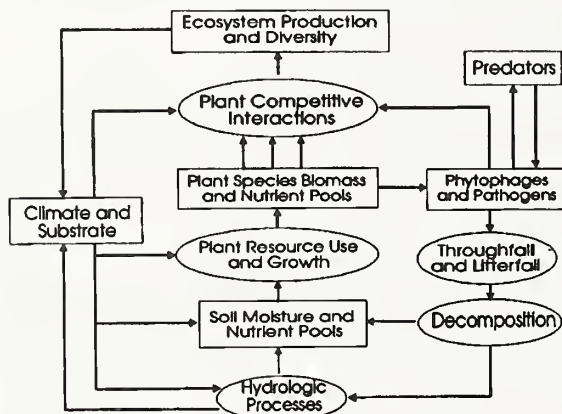 Ecosystem Production
and Diversity
Predators
Plant Competitive
Interactions
Plant Species Biomass
and Nutrient Pools
Phytophages
and Pathogens
Climate and
Substrate
Plant Resource Use
and Growth
Throughfall
and Litterfall
Soil Moisture and
Nutrient Pools
Decomposition
Hydrologic
Processes